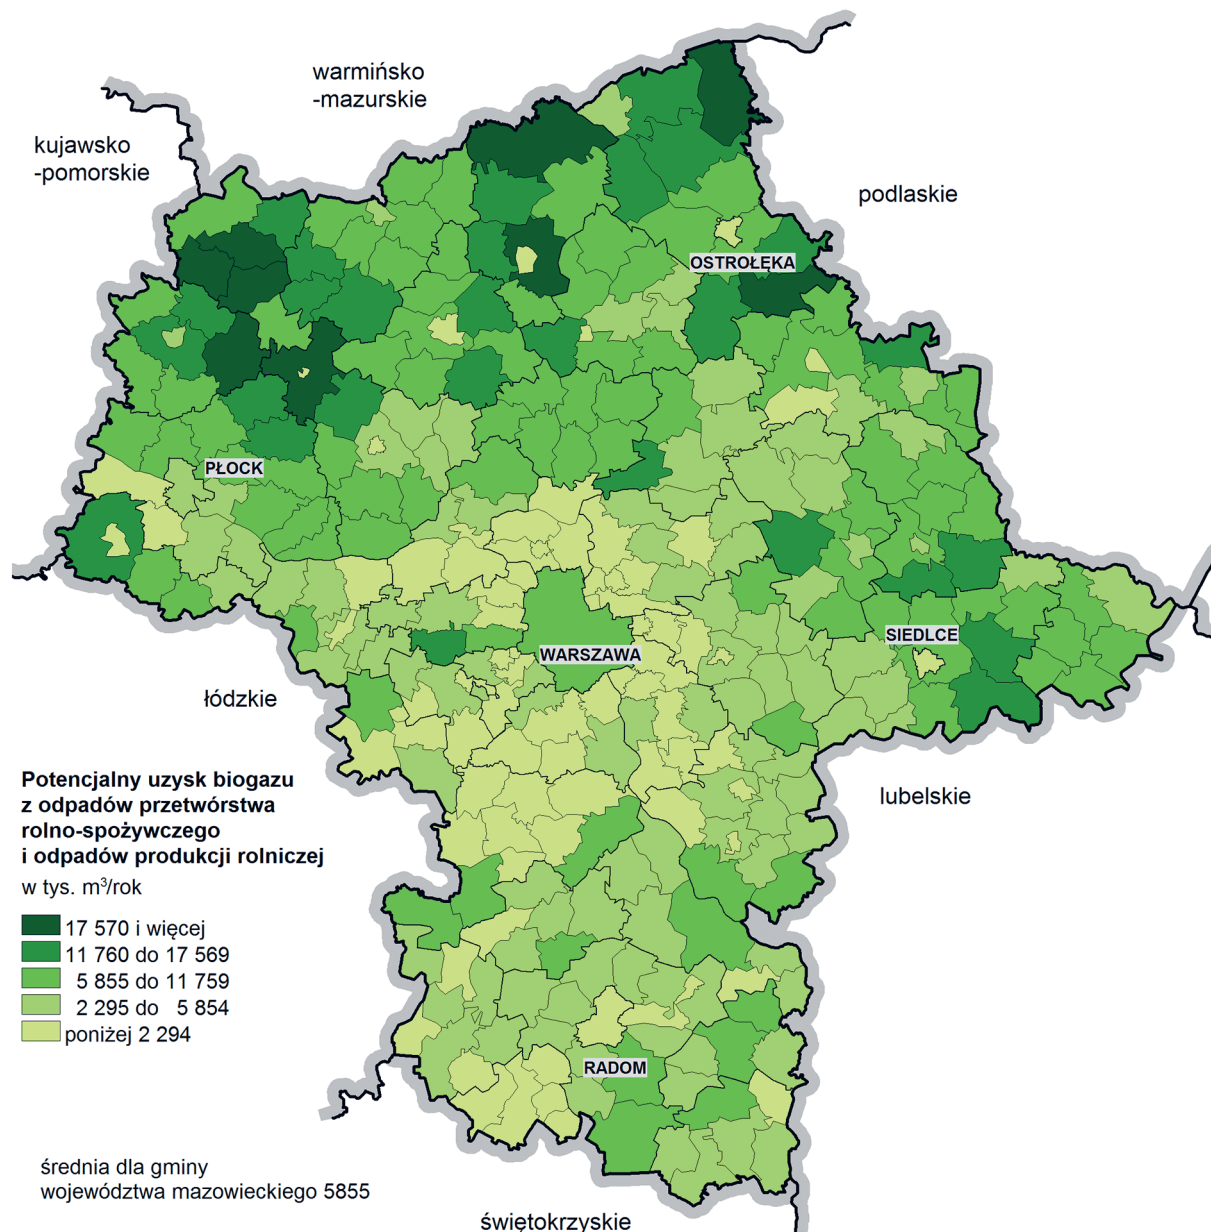 warmińsko
-mazurskie
kujawsko
-pomorskie
podlaskie
OSTROŁĘKA
PŁOCK
SIEDLCE
WARSZAWA
łódzkie
lubelskie
Potencjalny uzysk biogazu
z odpadów przetwórstwa
rolno-spożywczego
i odpadów produkcji rolniczej
w tys. m³/rok
17 570 i więcej
11 760 do 17 569
5 855 do 11 759
2 295 do 5 854
poniżej 2 294
RADOM
średnia dla gminy
województwa mazowieckiego 5855
świętokrzyskie